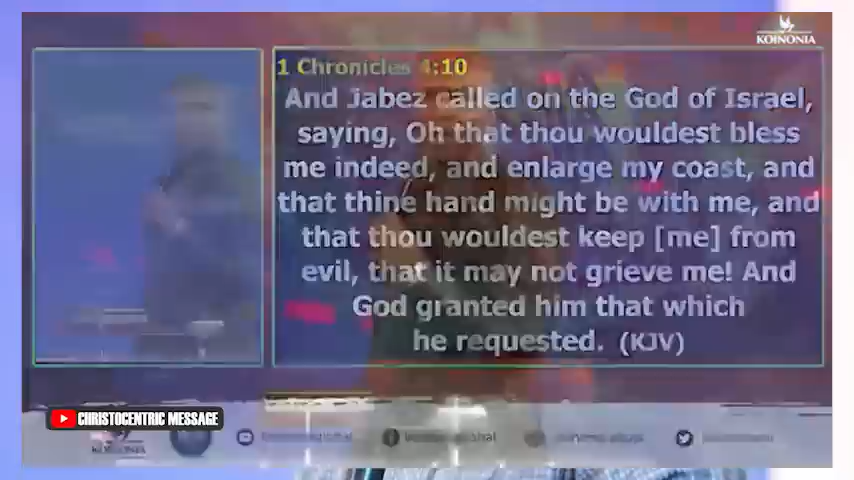 KOINONIA
1 Chronicles 4:10
And Jabez called on the God of Israel,
saying, Oh that thou wouldest bless
me indeed, and enlarge my coast, and
that thine hand might be with me, and
that thou wouldest keep [me] from
evil, that it may not grieve me! And
God granted him that which
he requested. (KJV)
CHRISTOCENTRIC MESSAGE
KOINONIA